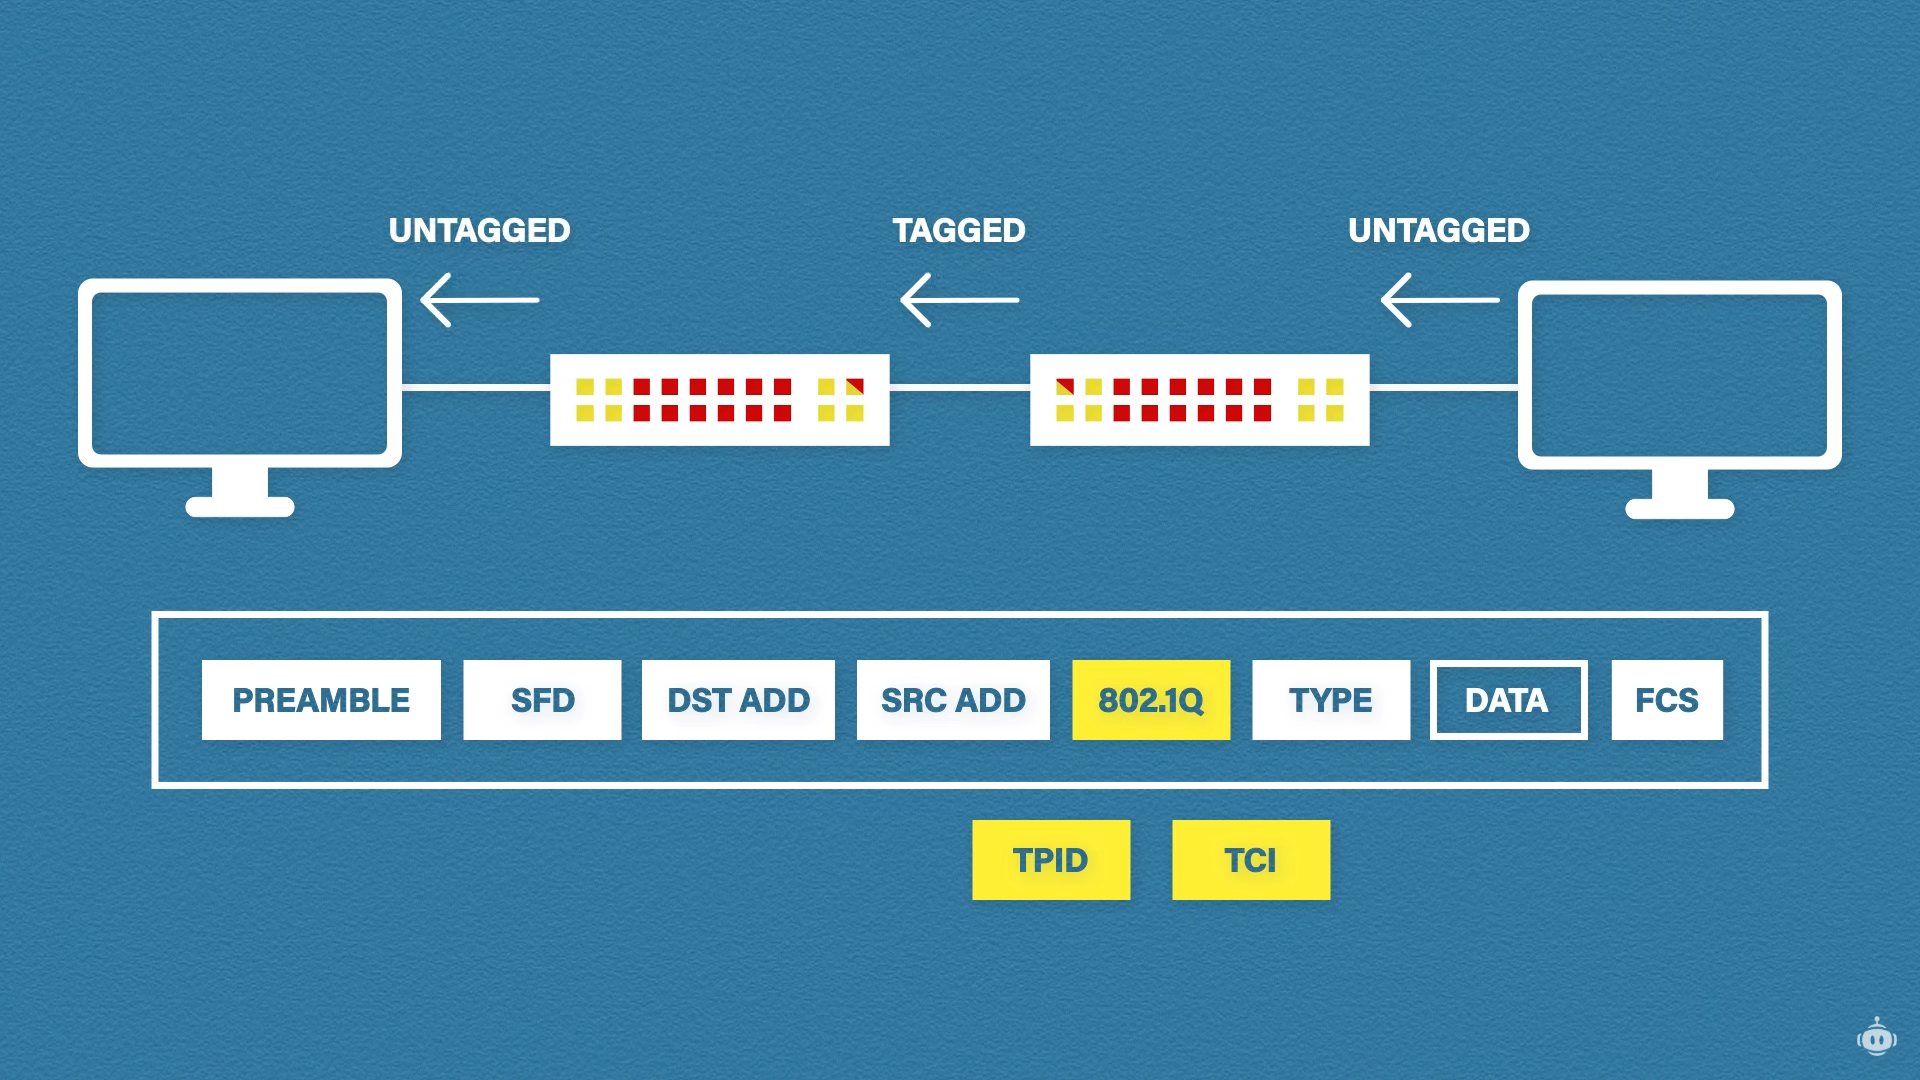 UNTAGGED
TAGGED
UNTAGGED
PREAMBLE
SFD
DST ADD
SRC ADD
802.1Q
TYPE
DATA
FCS
TPID
TCI